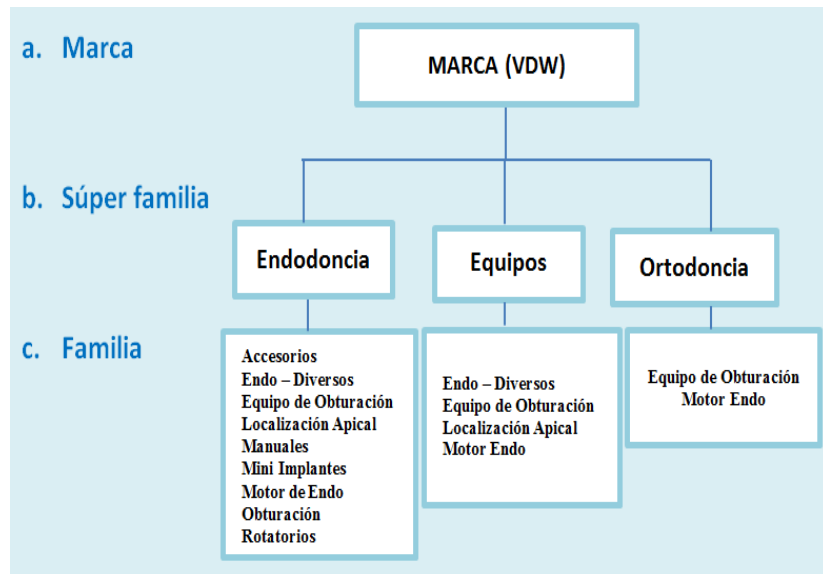 a. Marca
MARCA (VDW)
b. Súper familia
Endodoncia
Equipos
Ortodoncia
c. Familia
Accesorios
Endo – Diversos
Equipo de Obturación
Localización Apical
Manuales
Mini Implantes
Motor de Endo
Obturación
Rotatorios
Endo – Diversos
Equipo de Obturación
Localización Apical
Motor Endo
Equipo de Obturación
Motor Endo